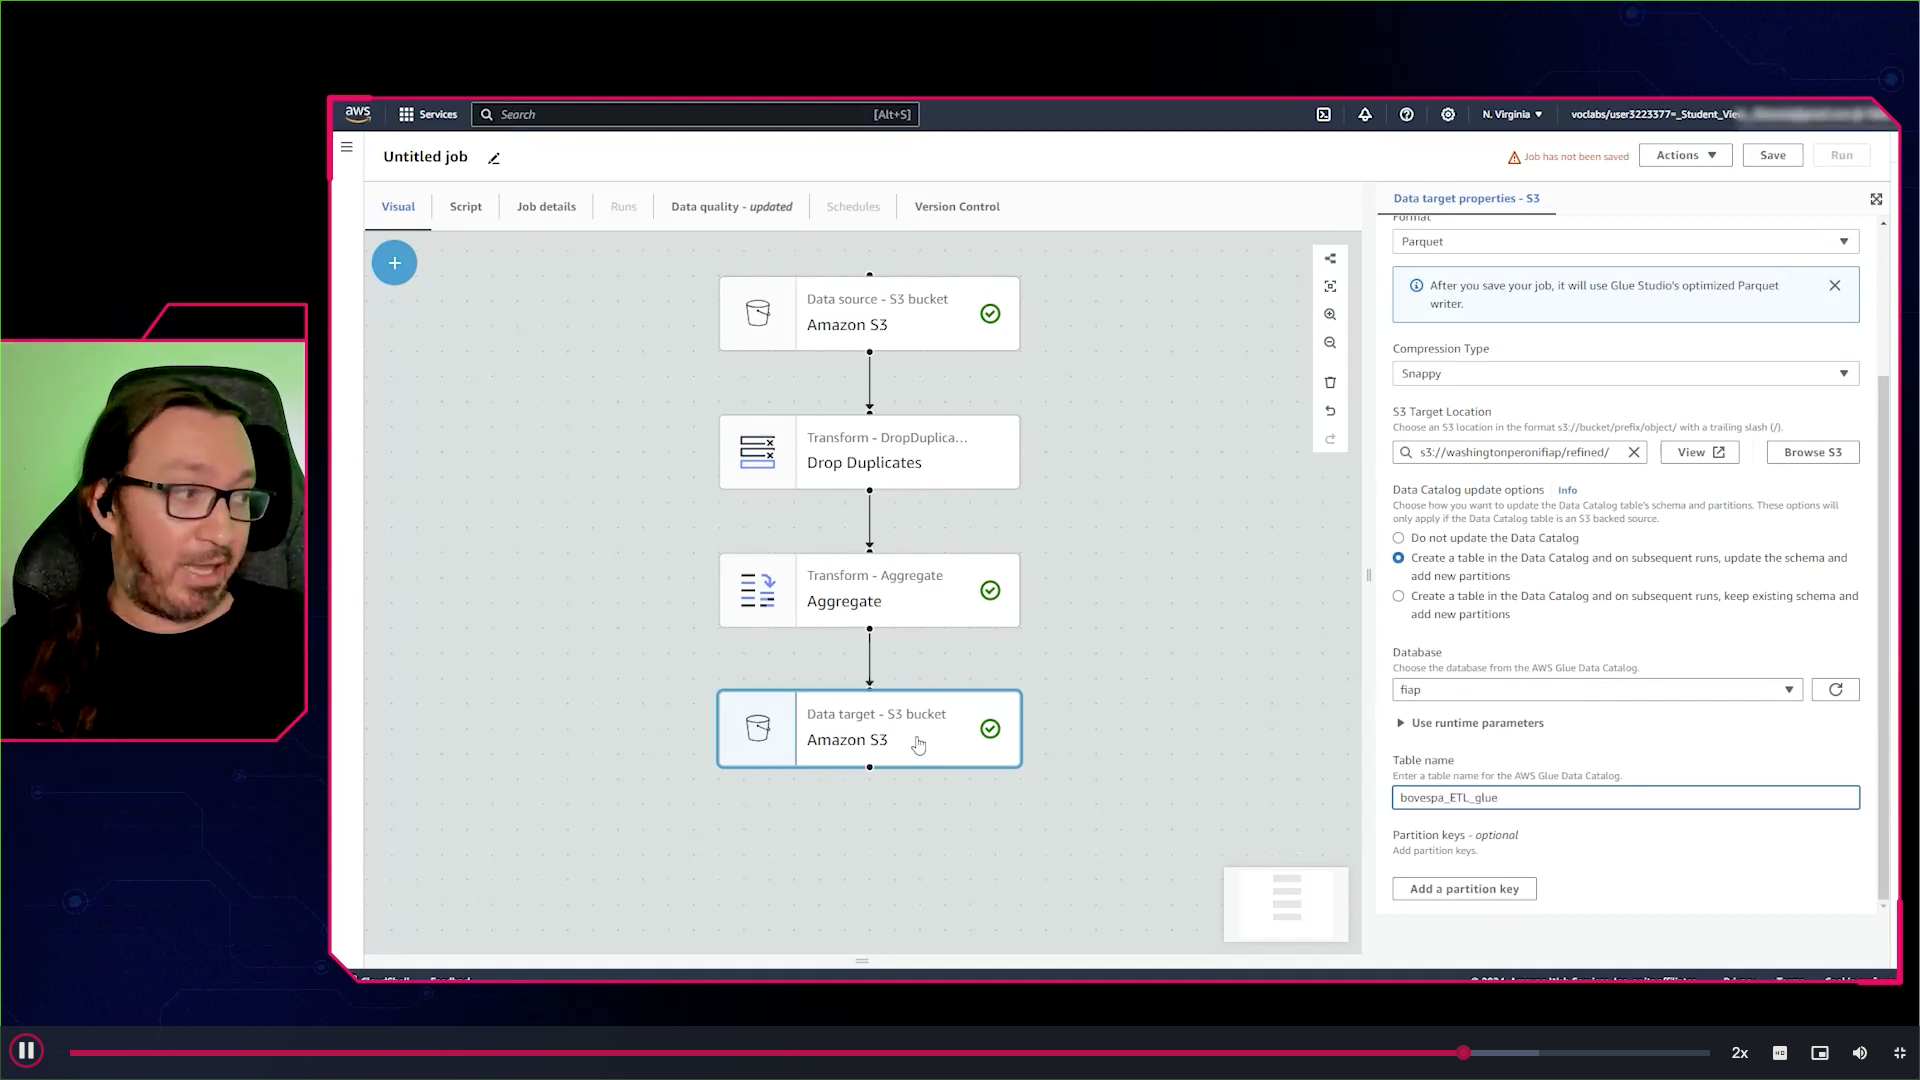 aws
Services
Search
[Alt+S]
N. Virginia
voclabs/user3223377=_Student_Vie
Untitled job
Job has not been saved
Actions
Save
Run
Visual
Script
Job details
Runs
Data quality - updated
Schedules
Version Control
Data source - S3 bucket
Amazon S3
Transform - DropDuplica...
Drop Duplicates
Transform - Aggregate
Aggregate
Data target - S3 bucket
Amazon S3
Data target properties - S3
Format
Parquet
After you save your job, it will use Glue Studio's optimized Parquet
writer.
Compression Type
Snappy
S3 Target Location
Choose an S3 location in the format s3://bucket/prefix/object/ with a trailing slash (/).
s3://washingtonperonifiap/refined/
View
Browse S3
Data Catalog update options
Info
Choose how you want to update the Data Catalog table's schema and partitions. These options will
only apply if the Data Catalog table is an S3 backed source.
Do not update the Data Catalog
Create a table in the Data Catalog and on subsequent runs, update the schema and
add new partitions
Create a table in the Data Catalog and on subsequent runs, keep existing schema and
add new partitions
Database
Choose the database from the AWS Glue Data Catalog.
fiap
Use runtime parameters
Table name
Enter a table name for the AWS Glue Data Catalog.
bovespa_ETL_glue
Partition keys - optional
Add partition keys.
Add a partition key
2x